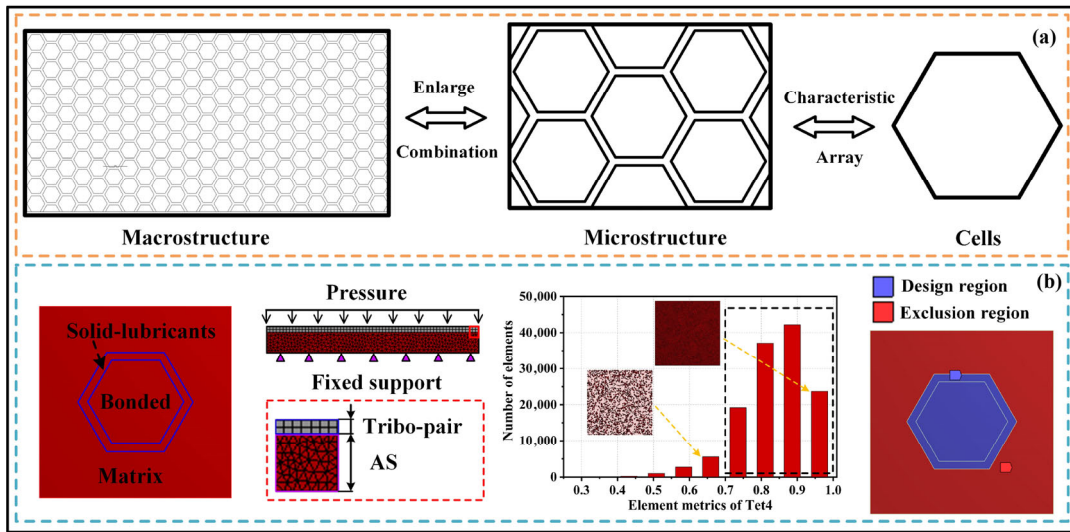 (a)
Enlarge
Combination
Characteristic
Array
Macrostructure
Microstructure
Cells
(b)
Solid-lubricants
Bonded
Matrix
Pressure
Fixed support
Tribo-pair
AS
Number of elements
50,000
40,000
30,000
20,000
10,000
0
0.3 0.4 0.5 0.6 0.7 0.8 0.9 1.0
Element metrics of Tet4
Design region
Exclusion region